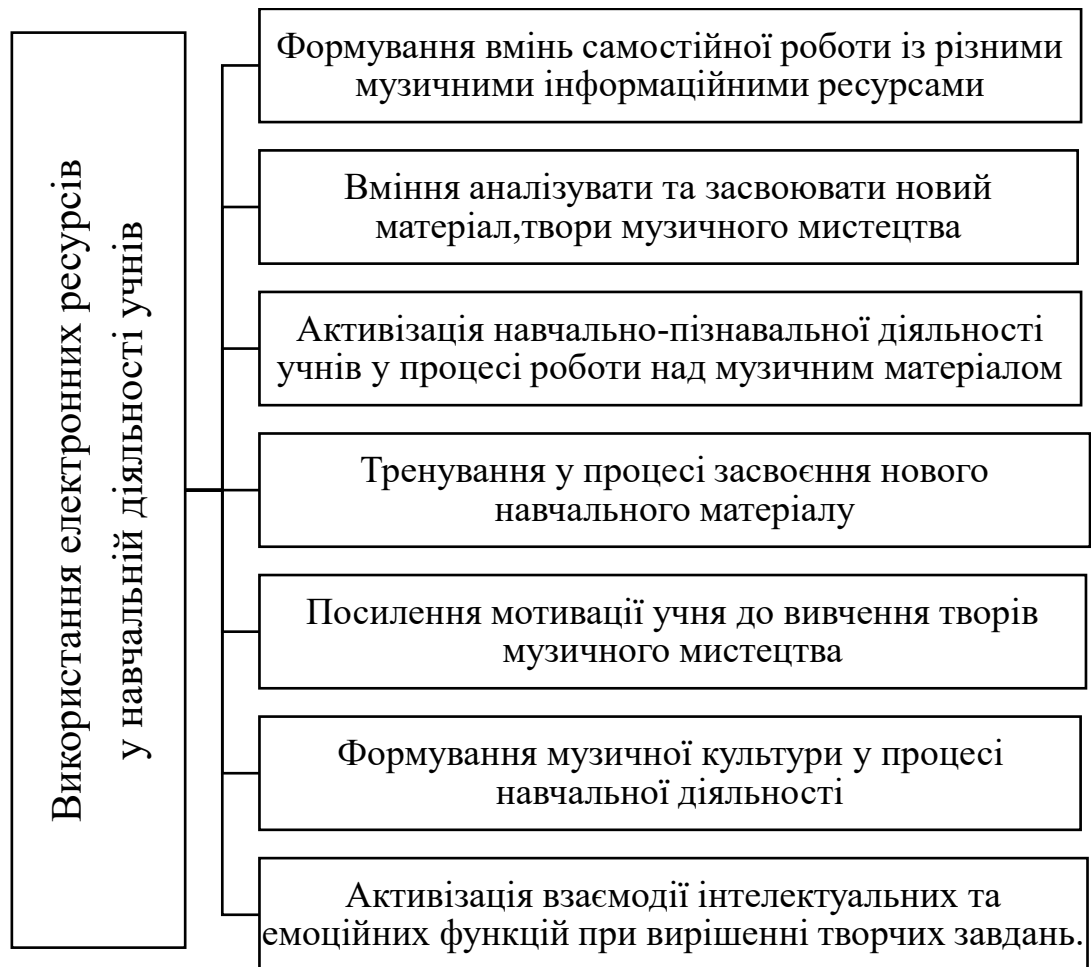 Використання електронних ресурсів
у навчальній діяльності учнів
Формування вмінь самостійної роботи із різними
музичними інформаційними ресурсами
Вміння аналізувати та засвоювати новий
матеріал,твори музичного мистецтва
Активізація навчально-пізнавальної діяльності
учнів у процесі роботи над музичним матеріалом
Тренування у процесі засвоєння нового
навчального матеріалу
Посилення мотивації учня до вивчення творів
музичного мистецтва
Формування музичної культури у процесі
навчальної діяльності
Активізація взаємодії інтелектуальних та
емоційних функцій при вирішенні творчих завдань.